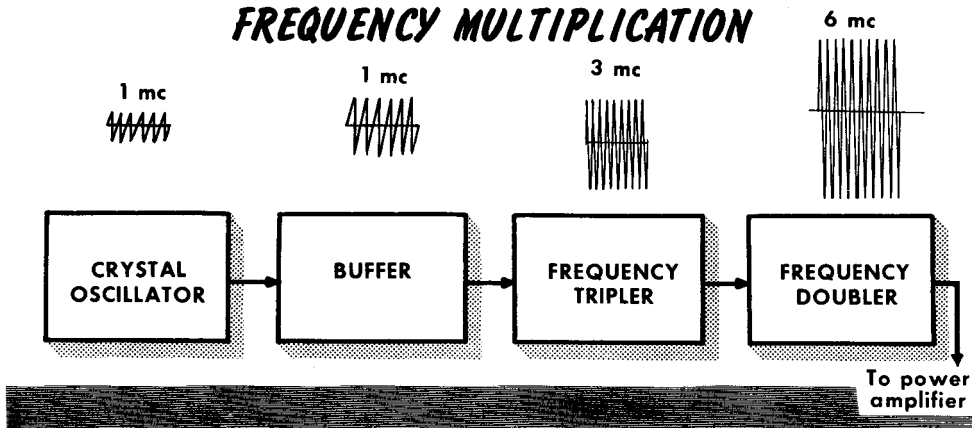 FREQUENCY MULTIPLICATION
1 mc
1 mc
3 mc
6 mc
CRYSTAL
OSCILLATOR
BUFFER
FREQUENCY
TRIPLER
FREQUENCY
DOUBLER
To power
amplifier